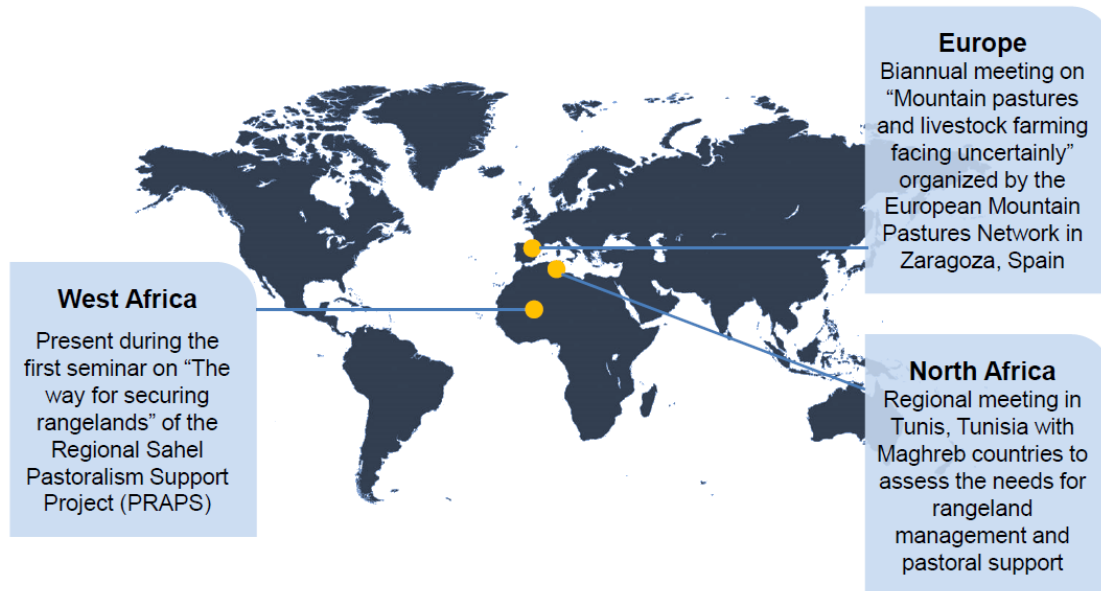 Europe
Biannual meeting on
“Mountain pastures
and livestock farming
facing uncertainly”
organized by the
European Mountain
Pastures Network in
Zaragoza, Spain
West Africa
Present during the
first seminar on “The
way for securing
rangelands” of the
Regional Sahel
Pastoralism Support
Project (PRAPS)
North Africa
Regional meeting in
Tunis, Tunisia with
Maghreb countries to
assess the needs for
rangeland
management and
pastoral support